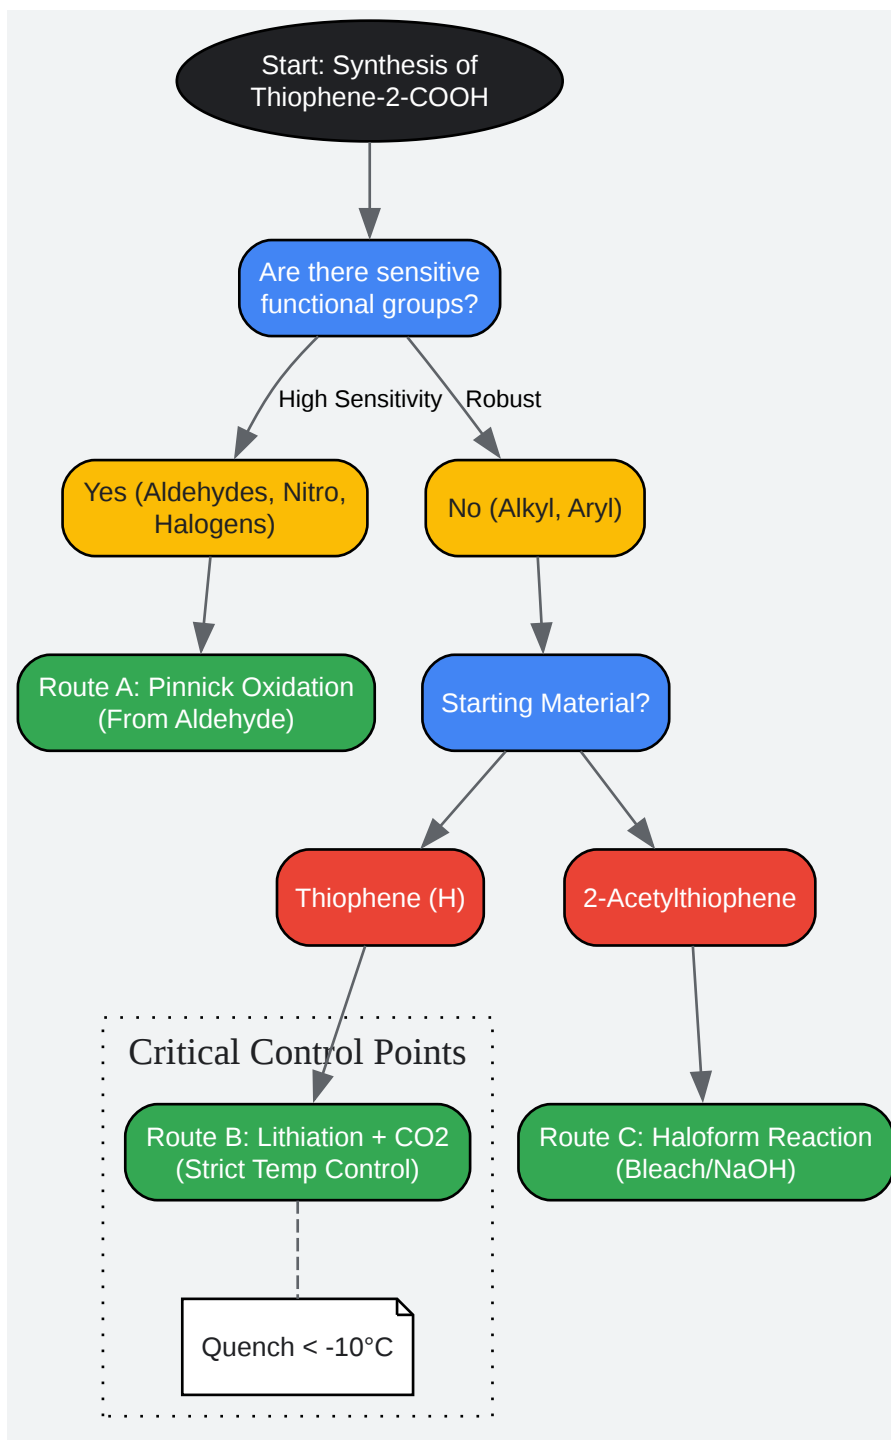 Start: Synthesis of
Thiophene-2-COOH
Are there sensitive
functional groups?
High Sensitivity
Robust
Yes (Aldehydes, Nitro,
Halogens)
No (Alkyl, Aryl)
Route A: Pinnick Oxidation
(From Aldehyde)
Starting Material?
Thiophene (H)
2-Acetylthiophene
Critical Control Points
Route B: Lithiation + CO2
(Strict Temp Control)
Route C: Haloform Reaction
(Bleach/NaOH)
Quench < -10°C